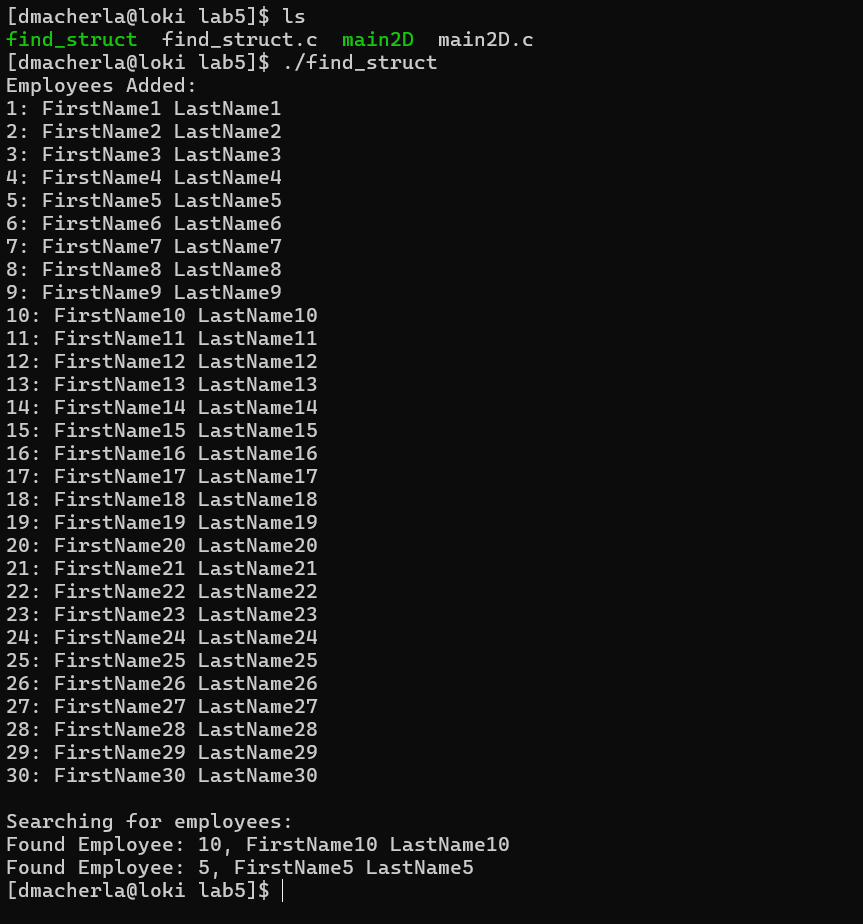 [dmacherla@loki lab5]$ ls
find_struct  find_struct.c  main2D  main2D.c
[dmacherla@loki lab5]$ ./find_struct
Employees Added:
1: FirstName1 LastName1
2: FirstName2 LastName2
3: FirstName3 LastName3
4: FirstName4 LastName4
5: FirstName5 LastName5
6: FirstName6 LastName6
7: FirstName7 LastName7
8: FirstName8 LastName8
9: FirstName9 LastName9
10: FirstName10 LastName10
11: FirstName11 LastName11
12: FirstName12 LastName12
13: FirstName13 LastName13
14: FirstName14 LastName14
15: FirstName15 LastName15
16: FirstName16 LastName16
17: FirstName17 LastName17
18: FirstName18 LastName18
19: FirstName19 LastName19
20: FirstName20 LastName20
21: FirstName21 LastName21
22: FirstName22 LastName22
23: FirstName23 LastName23
24: FirstName24 LastName24
25: FirstName25 LastName25
26: FirstName26 LastName26
27: FirstName27 LastName27
28: FirstName28 LastName28
29: FirstName29 LastName29
30: FirstName30 LastName30

Searching for employees:
Found Employee: 10, FirstName10 LastName10
Found Employee: 5, FirstName5 LastName5
[dmacherla@loki lab5]$